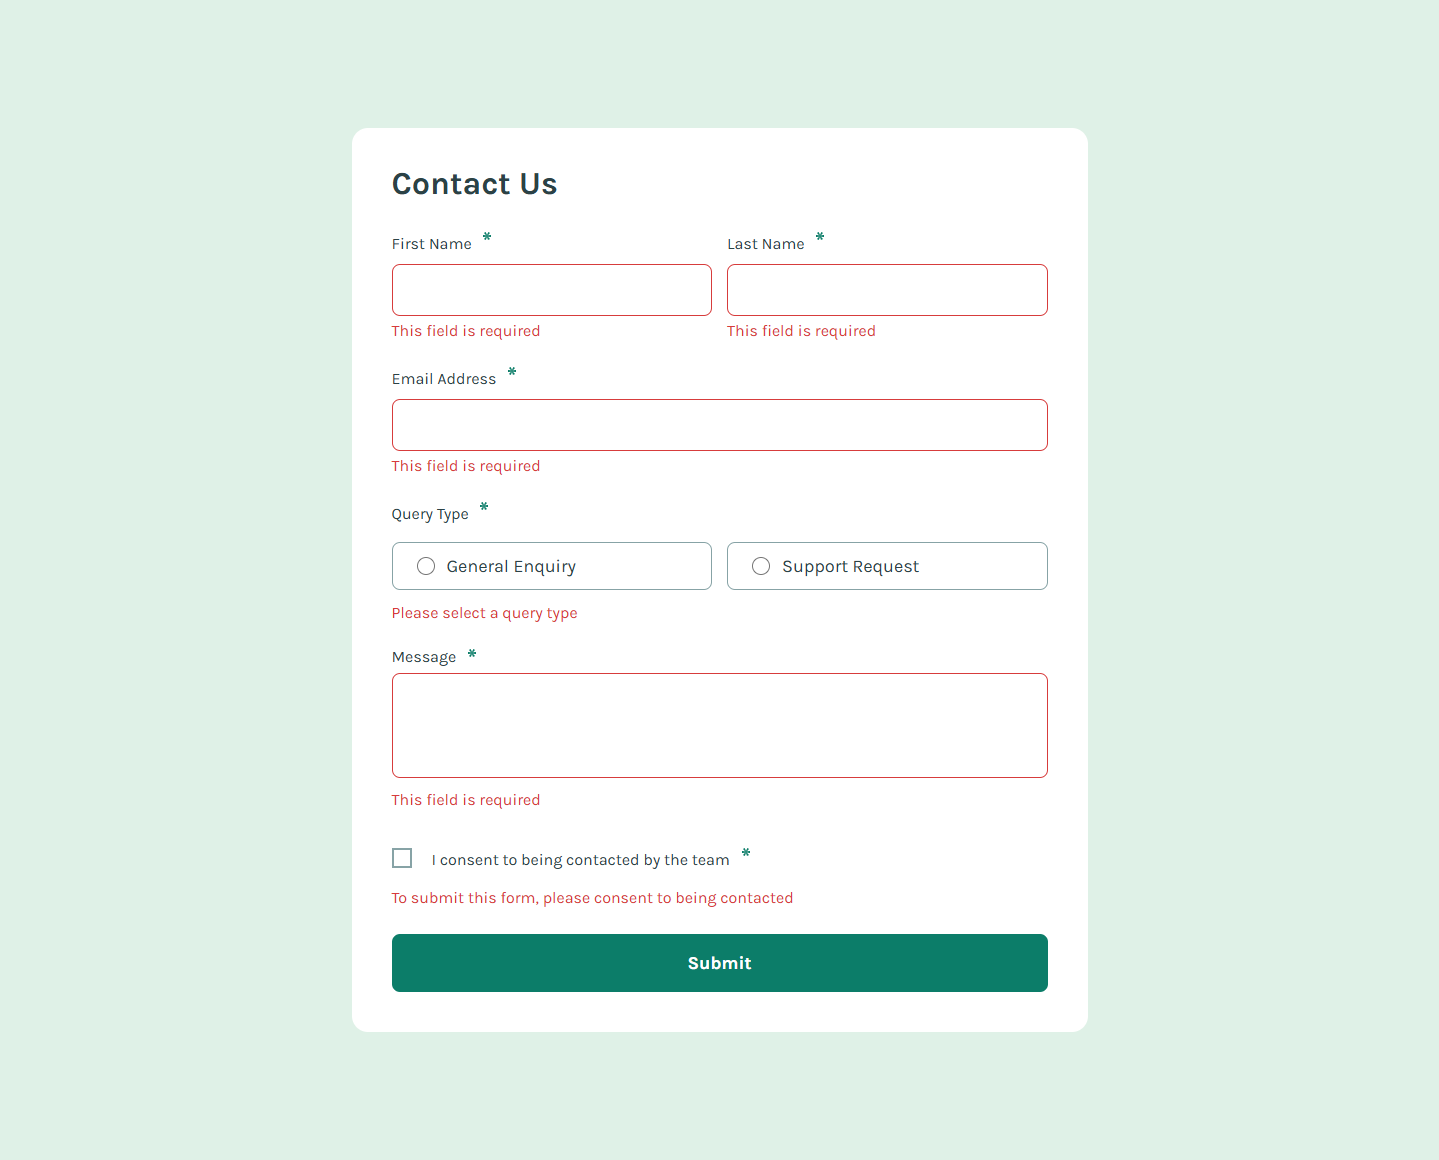 Contact Us
First Name *
Last Name *
This field is required
This field is required
Email Address *
This field is required
Query Type *
General Enquiry
Support Request
Please select a query type
Message *
This field is required
I consent to being contacted by the team *
To submit this form, please consent to being contacted
Submit